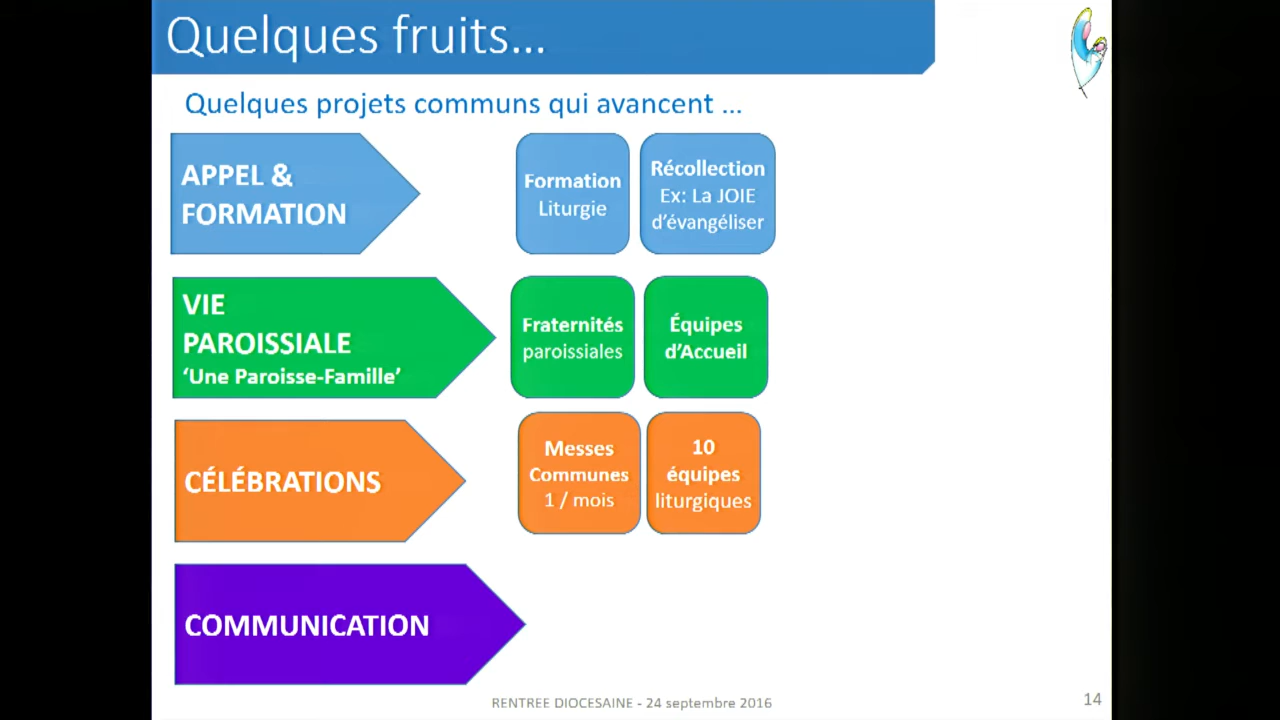 Quelques fruits...
Quelques projets communs qui avancent ...
APPEL &
FORMATION
Formation
Liturgie
Récollection
Ex: La JOIE
d’évangéliser
VIE
PAROISSIALE
‘Une Paroisse-Famille’
Fraternités
paroissiales
Équipes
d’Accueil
CÉLÉBRATIONS
Messes
Communes
1 / mois
10
équipes
liturgiques
COMMUNICATION
RENTREE DIOCESAINE - 24 septembre 2016
14